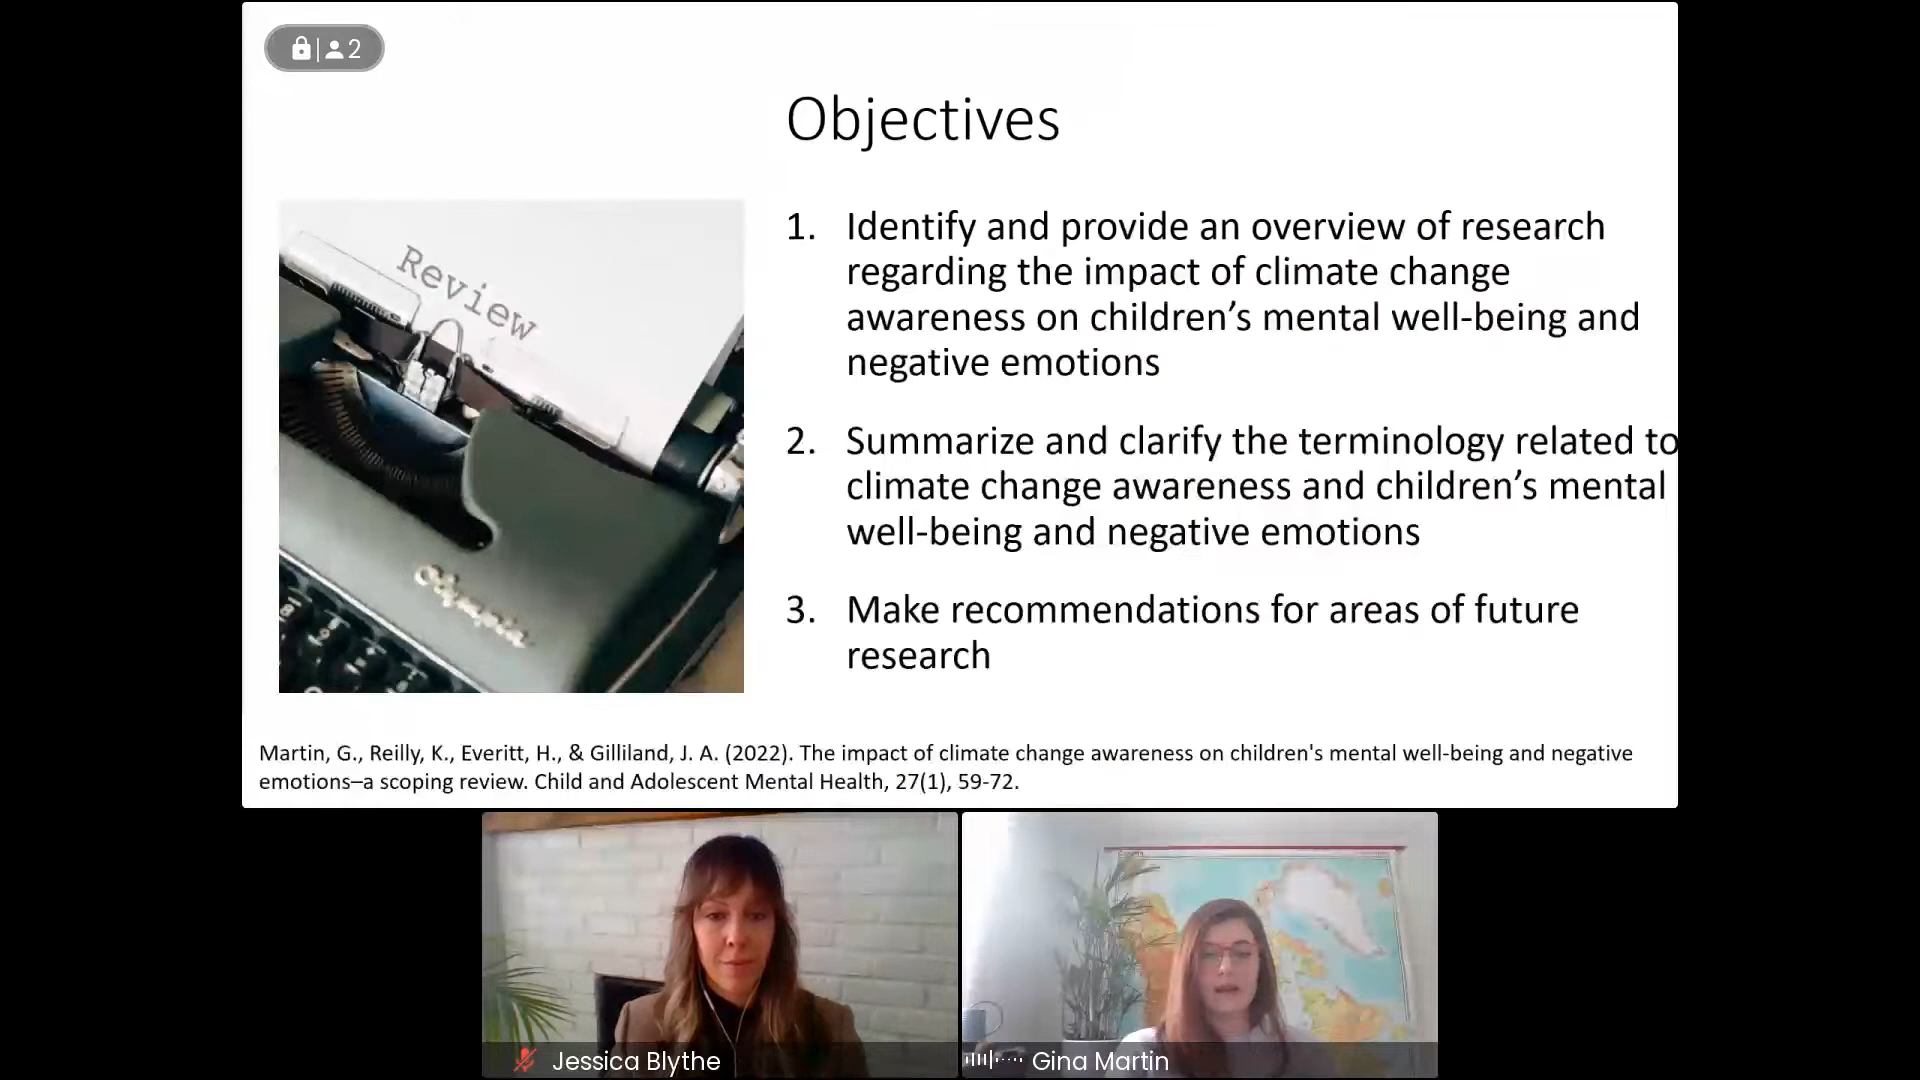 2
Objectives
Review
1. Identify and provide an overview of research
regarding the impact of climate change
awareness on children’s mental well-being and
negative emotions
2. Summarize and clarify the terminology related to
climate change awareness and children’s mental
well-being and negative emotions
3. Make recommendations for areas of future
research
Olympia
Martin, G., Reilly, K., Everitt, H., & Gilliland, J. A. (2022). The impact of climate change awareness on children's mental well-being and negative
emotions–a scoping review. Child and Adolescent Mental Health, 27(1), 59-72.
Jessica Blythe
Gina Martin